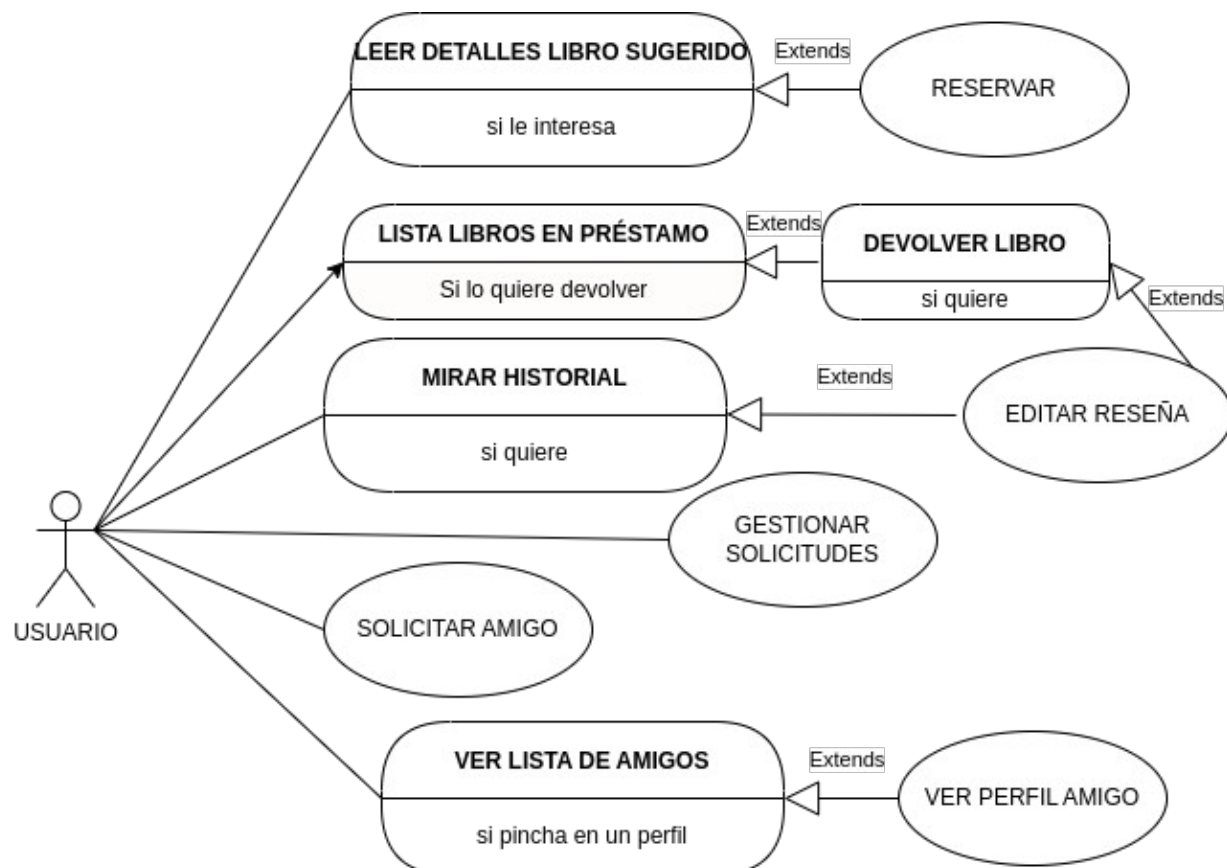 LEER DETALLES LIBRO SUGERIDO
si le interesa
Extends
RESERVAR
LISTA LIBROS EN PRÉSTAMO
Si lo quiere devolver
Extends
DEVOLVER LIBRO
si quiere
Extends
MIRAR HISTORIAL
si quiere
Extends
EDITAR RESEÑA
GESTIONAR
SOLICITUDES
USUARIO
SOLICITAR AMIGO
VER LISTA DE AMIGOS
si pincha en un perfil
Extends
VER PERFIL AMIGO